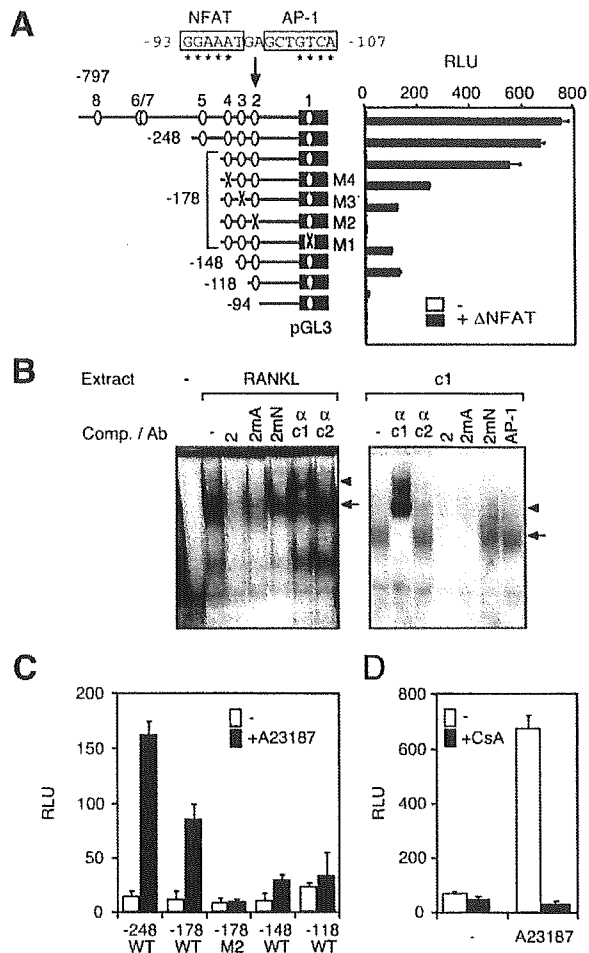 A
NFAT AP-1
-93 GGAAATGAGCTGTCA -107
***** ****
-797
8 6/7 5 4 3 2 1
-248
-178
M4
M3
M2
M1
-148
-118
-94
pGL3
RLU
0 200 400 600 800
-
+ ΔNFAT
B
Extract - RANKL c1
Comp. / Ab - 2 2mA 2mN α c1 α c2 - α c1 α c2 2 2mA 2mN AP-1
C
RLU
200
150
100
50
0
-
+A23187
-248 WT
-178 WT
-178 M2
-148 WT
-118 WT
D
RLU
800
600
400
200
0
-
+CsA
- A23187